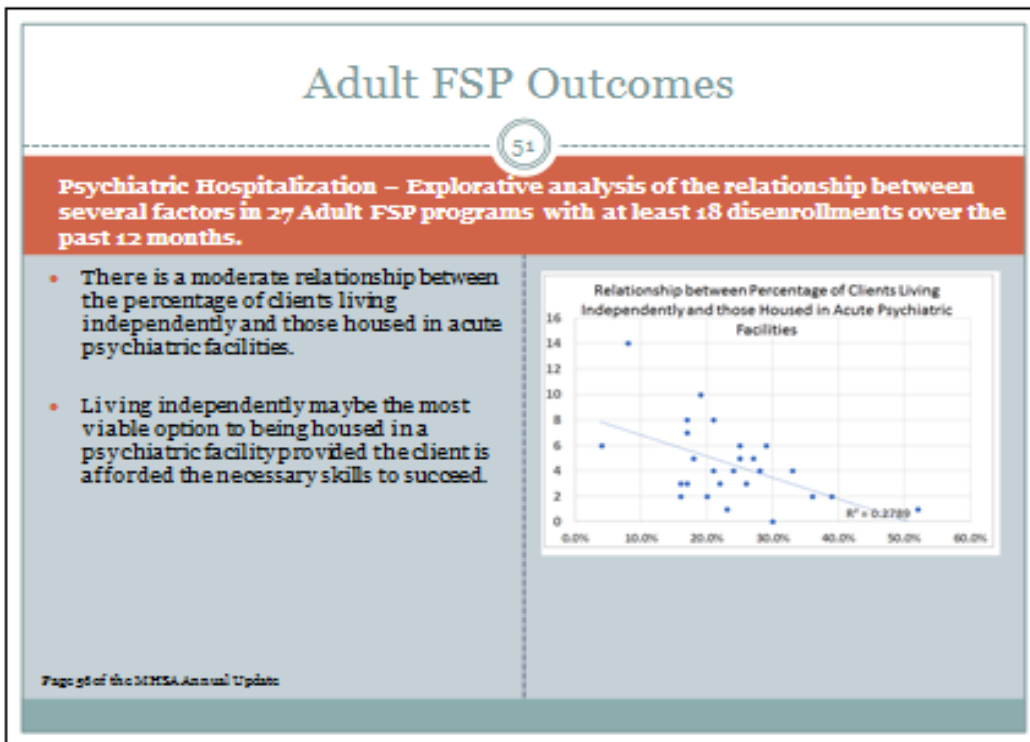 Adult FSP Outcomes
51
Psychiatric Hospitalization – Explorative analysis of the relationship between
several factors in 27 Adult FSP programs with at least 18 disenrollments over the
past 12 months.
• There is a moderate relationship between
the percentage of clients living
independently and those housed in acute
psychiatric facilities.
• Living independently maybe the most
viable option to being housed in a
psychiatric facility provided the client is
afforded the necessary skills to succeed.
Relationship between Percentage of Clients Living
Independently and those Housed in Acute Psychiatric
Facilities
16
14
12
10
8
6
4
2
0
R² = 0.2789
0.0% 10.0% 20.0% 30.0% 40.0% 50.0% 60.0%
Page 56 of the MHSA Annual Update